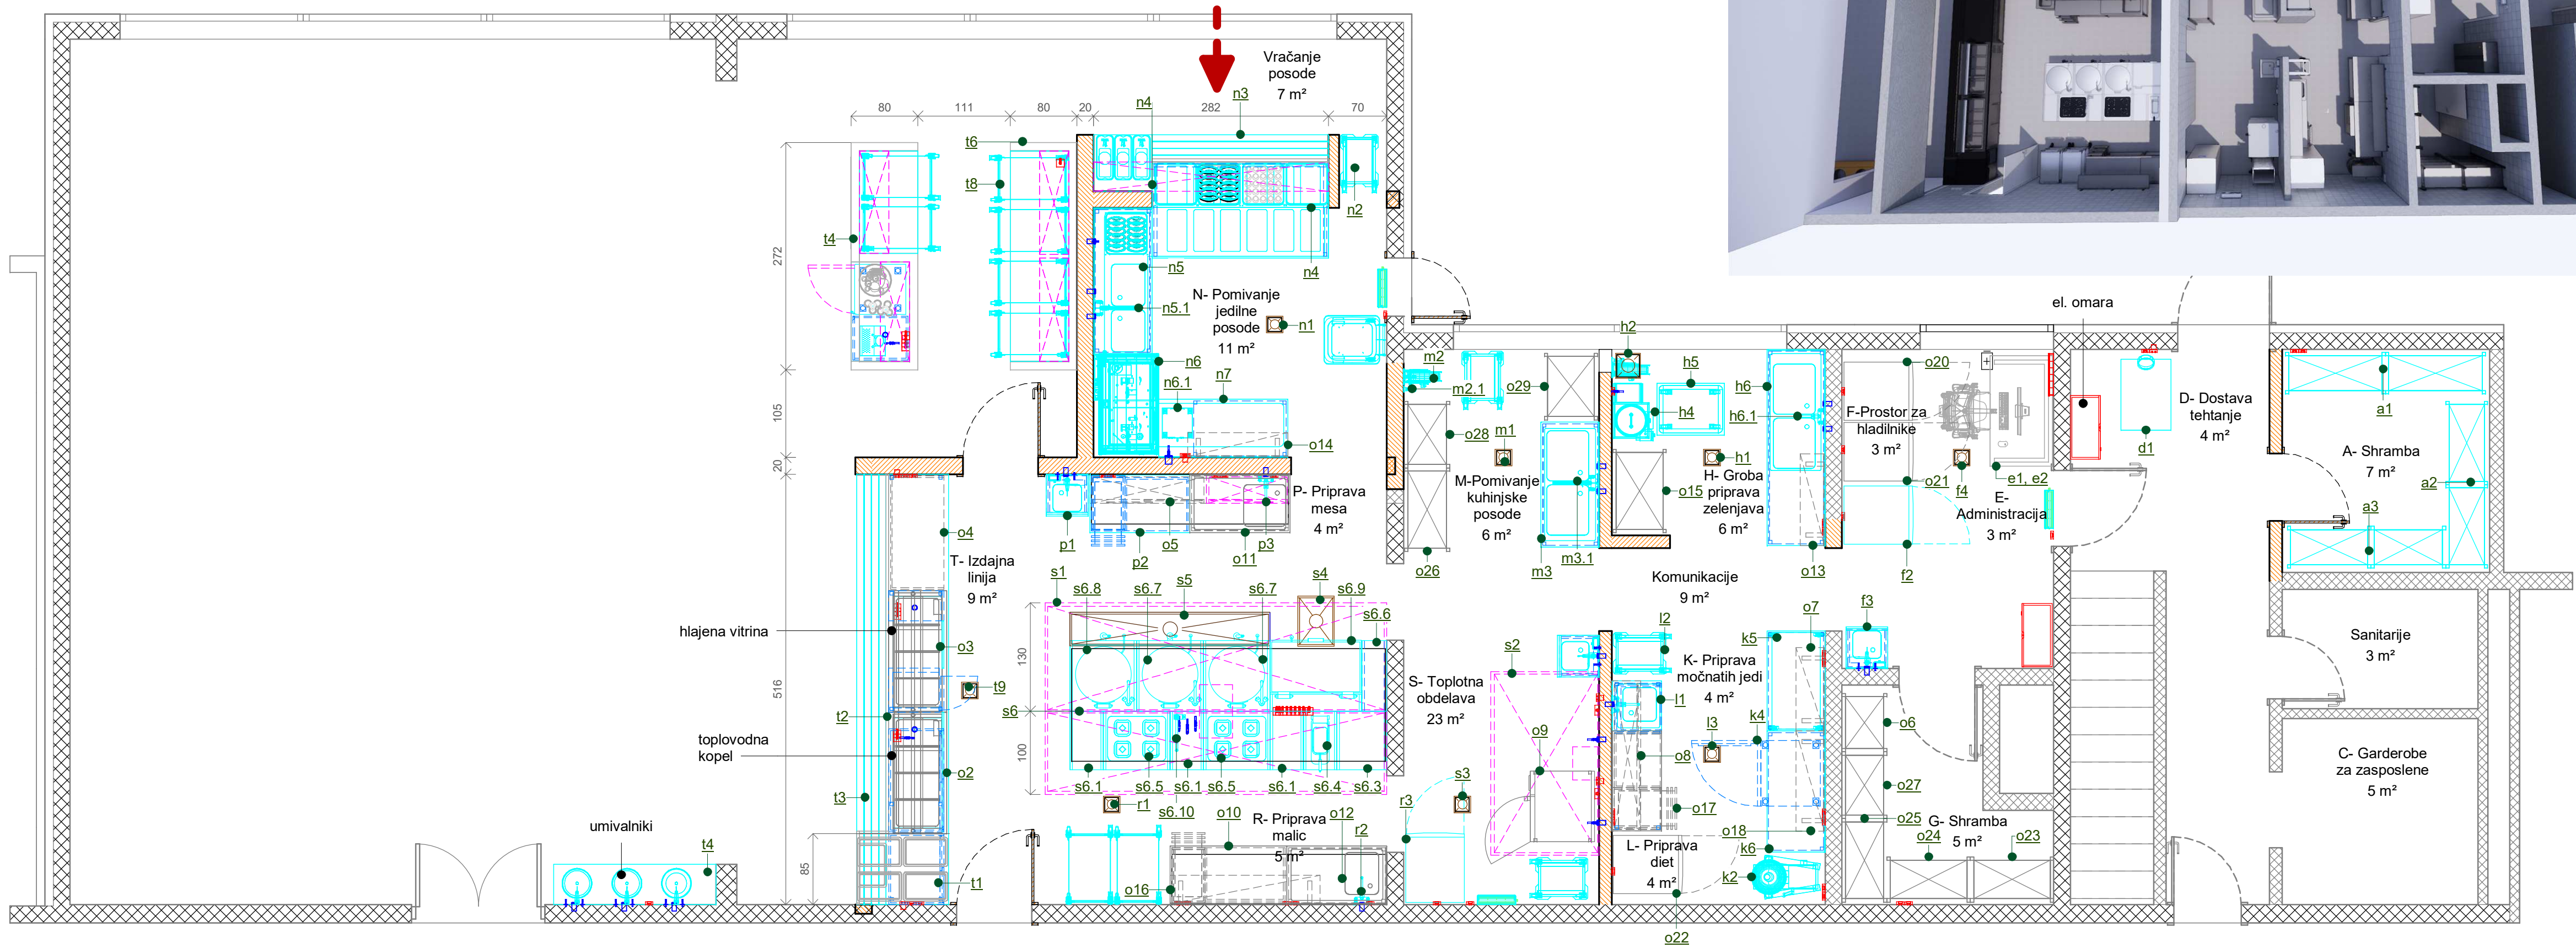 Vračanje
posode
7 m²
80
111
80
20
282
70
n4
n3
t6
t8
n2
t4
272
n5
n4
N- Pomivanje
jedilne
posode
11 m²
n5.1
n1
el. omara
n6
n6.1
n7
105
o14
20
h2
m2
m2.1
o29
h5
h6
h4
h6.1
o28
m1
h1
M-Pomivanje
kuhinjske
posode
6 m²
o15
H- Groba
priprava
zelenjava
6 m²
o26
m3
m3.1
o13
o20
F-Prostor za
hladilnike
3 m²
o21
f4
e1, e2
E-
Administracija
3 m²
f2
D- Dostava
tehtanje
4 m²
d1
a1
A- Shramba
7 m²
a2
a3
P- Priprava
mesa
4 m²
o4
p1
p2
o5
o11
p3
T- Izdajna
linija
9 m²
s1
s6.8
s6.7
s5
s6.7
s4
s6.9
s6.6
Komunikacije
9 m²
hlajena vitrina
o3
130
516
t9
s6
t2
toplovodna
kopel
100
o2
t3
s6.1
s6.5
s6.1
s6.5
s6.1
s6.4
s6.3
s6.10
r1
S- Toplotna
obdelava
23 m²
s2
o9
s3
r3
l2
l1
K- Priprava
močnatih jedi
4 m²
k5
o7
k4
l3
o8
o17
o18
k6
k2
L- Priprava
diet
4 m²
o22
f3
o6
o27
o25
G- Shramba
5 m²
o24
o23
Sanitarije
3 m²
C- Garderobe
za zasposlene
5 m²
umivalniki
t4
85
t1
o10
R- Priprava
malic
5 m²
o12
r2
o16